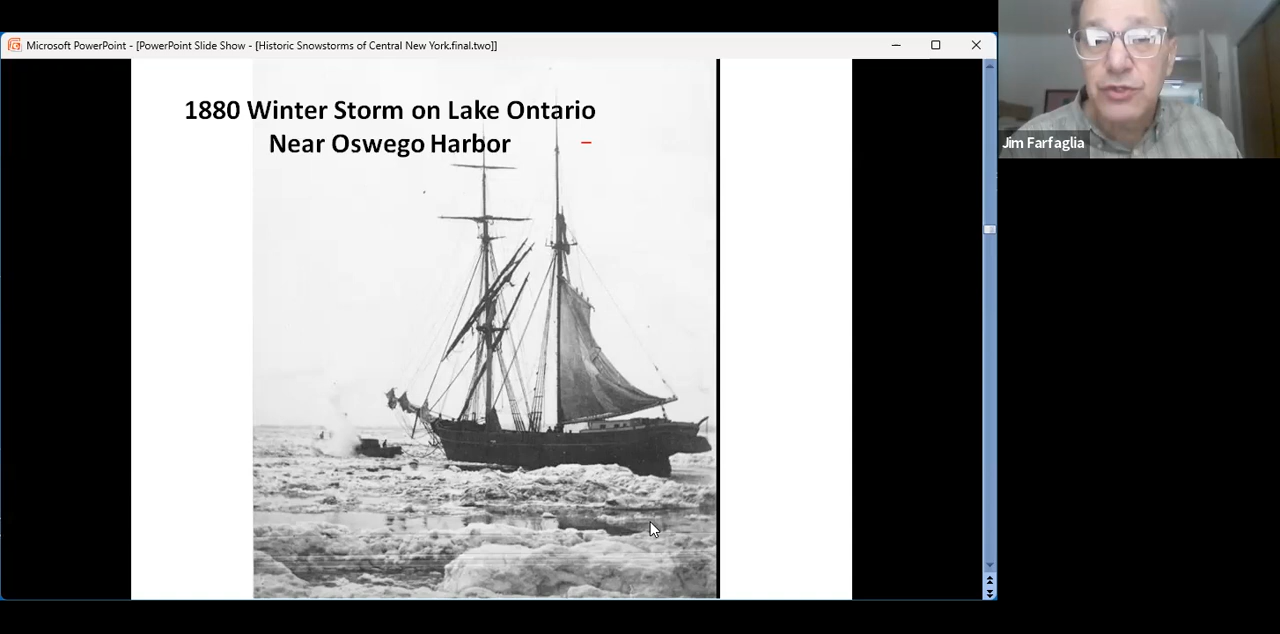 Microsoft PowerPoint - [PowerPoint Slide Show - [Historic Snowstorms of Central New York.final.two]]
1880 Winter Storm on Lake Ontario
Near Oswego Harbor
Jim Farfaglia